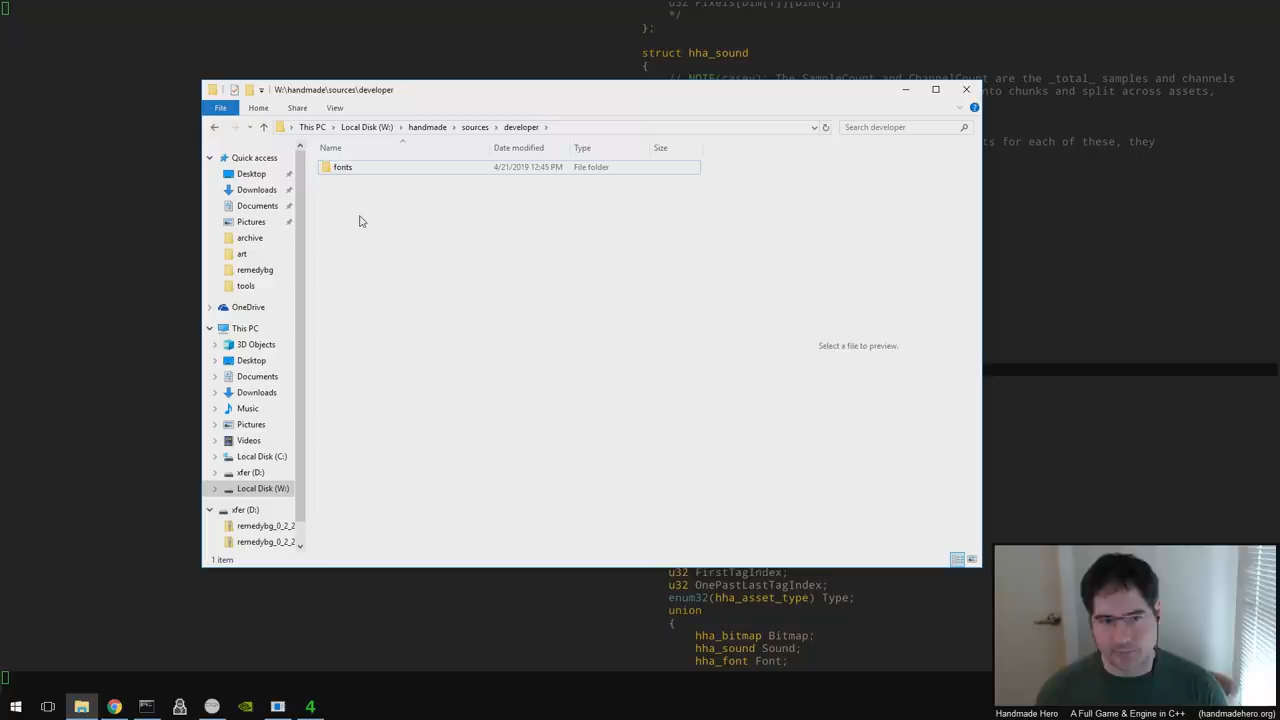 u32 Pixels[Dim[1]][Dim[0]]
*/
};
struct hha_sound
{
// NOTE(casey): The SampleCount and ChannelCount are the _total_ samples and channels
W:\handmade\sources\developer
into chunks and split across assets,
File Home Share View
This PC Local Disk (W:) handmade sources developer
Search developer
ts for each of these, they
Name Date modified Type Size
Quick access
fonts 4/21/2019 12:45 PM File folder
Desktop
Downloads
Documents
Pictures
archive
art
remedybg
tools
OneDrive
This PC
3D Objects
Desktop
Select a file to preview.
Documents
Downloads
Music
Pictures
Videos
Local Disk (C:)
xfer (D:)
Local Disk (W:)
xfer (D:)
remedybg_0_2_2
remedybg_0_2_2
1 item
u32 FirstTagIndex;
u32 OnePastLastTagIndex;
enum32(hha_asset_type) Type;
union
{
hha_bitmap Bitmap;
hha_sound Sound;
hha_font Font;
4
Handmade Hero A Full Game & Engine in C++ (handmadehero.org)